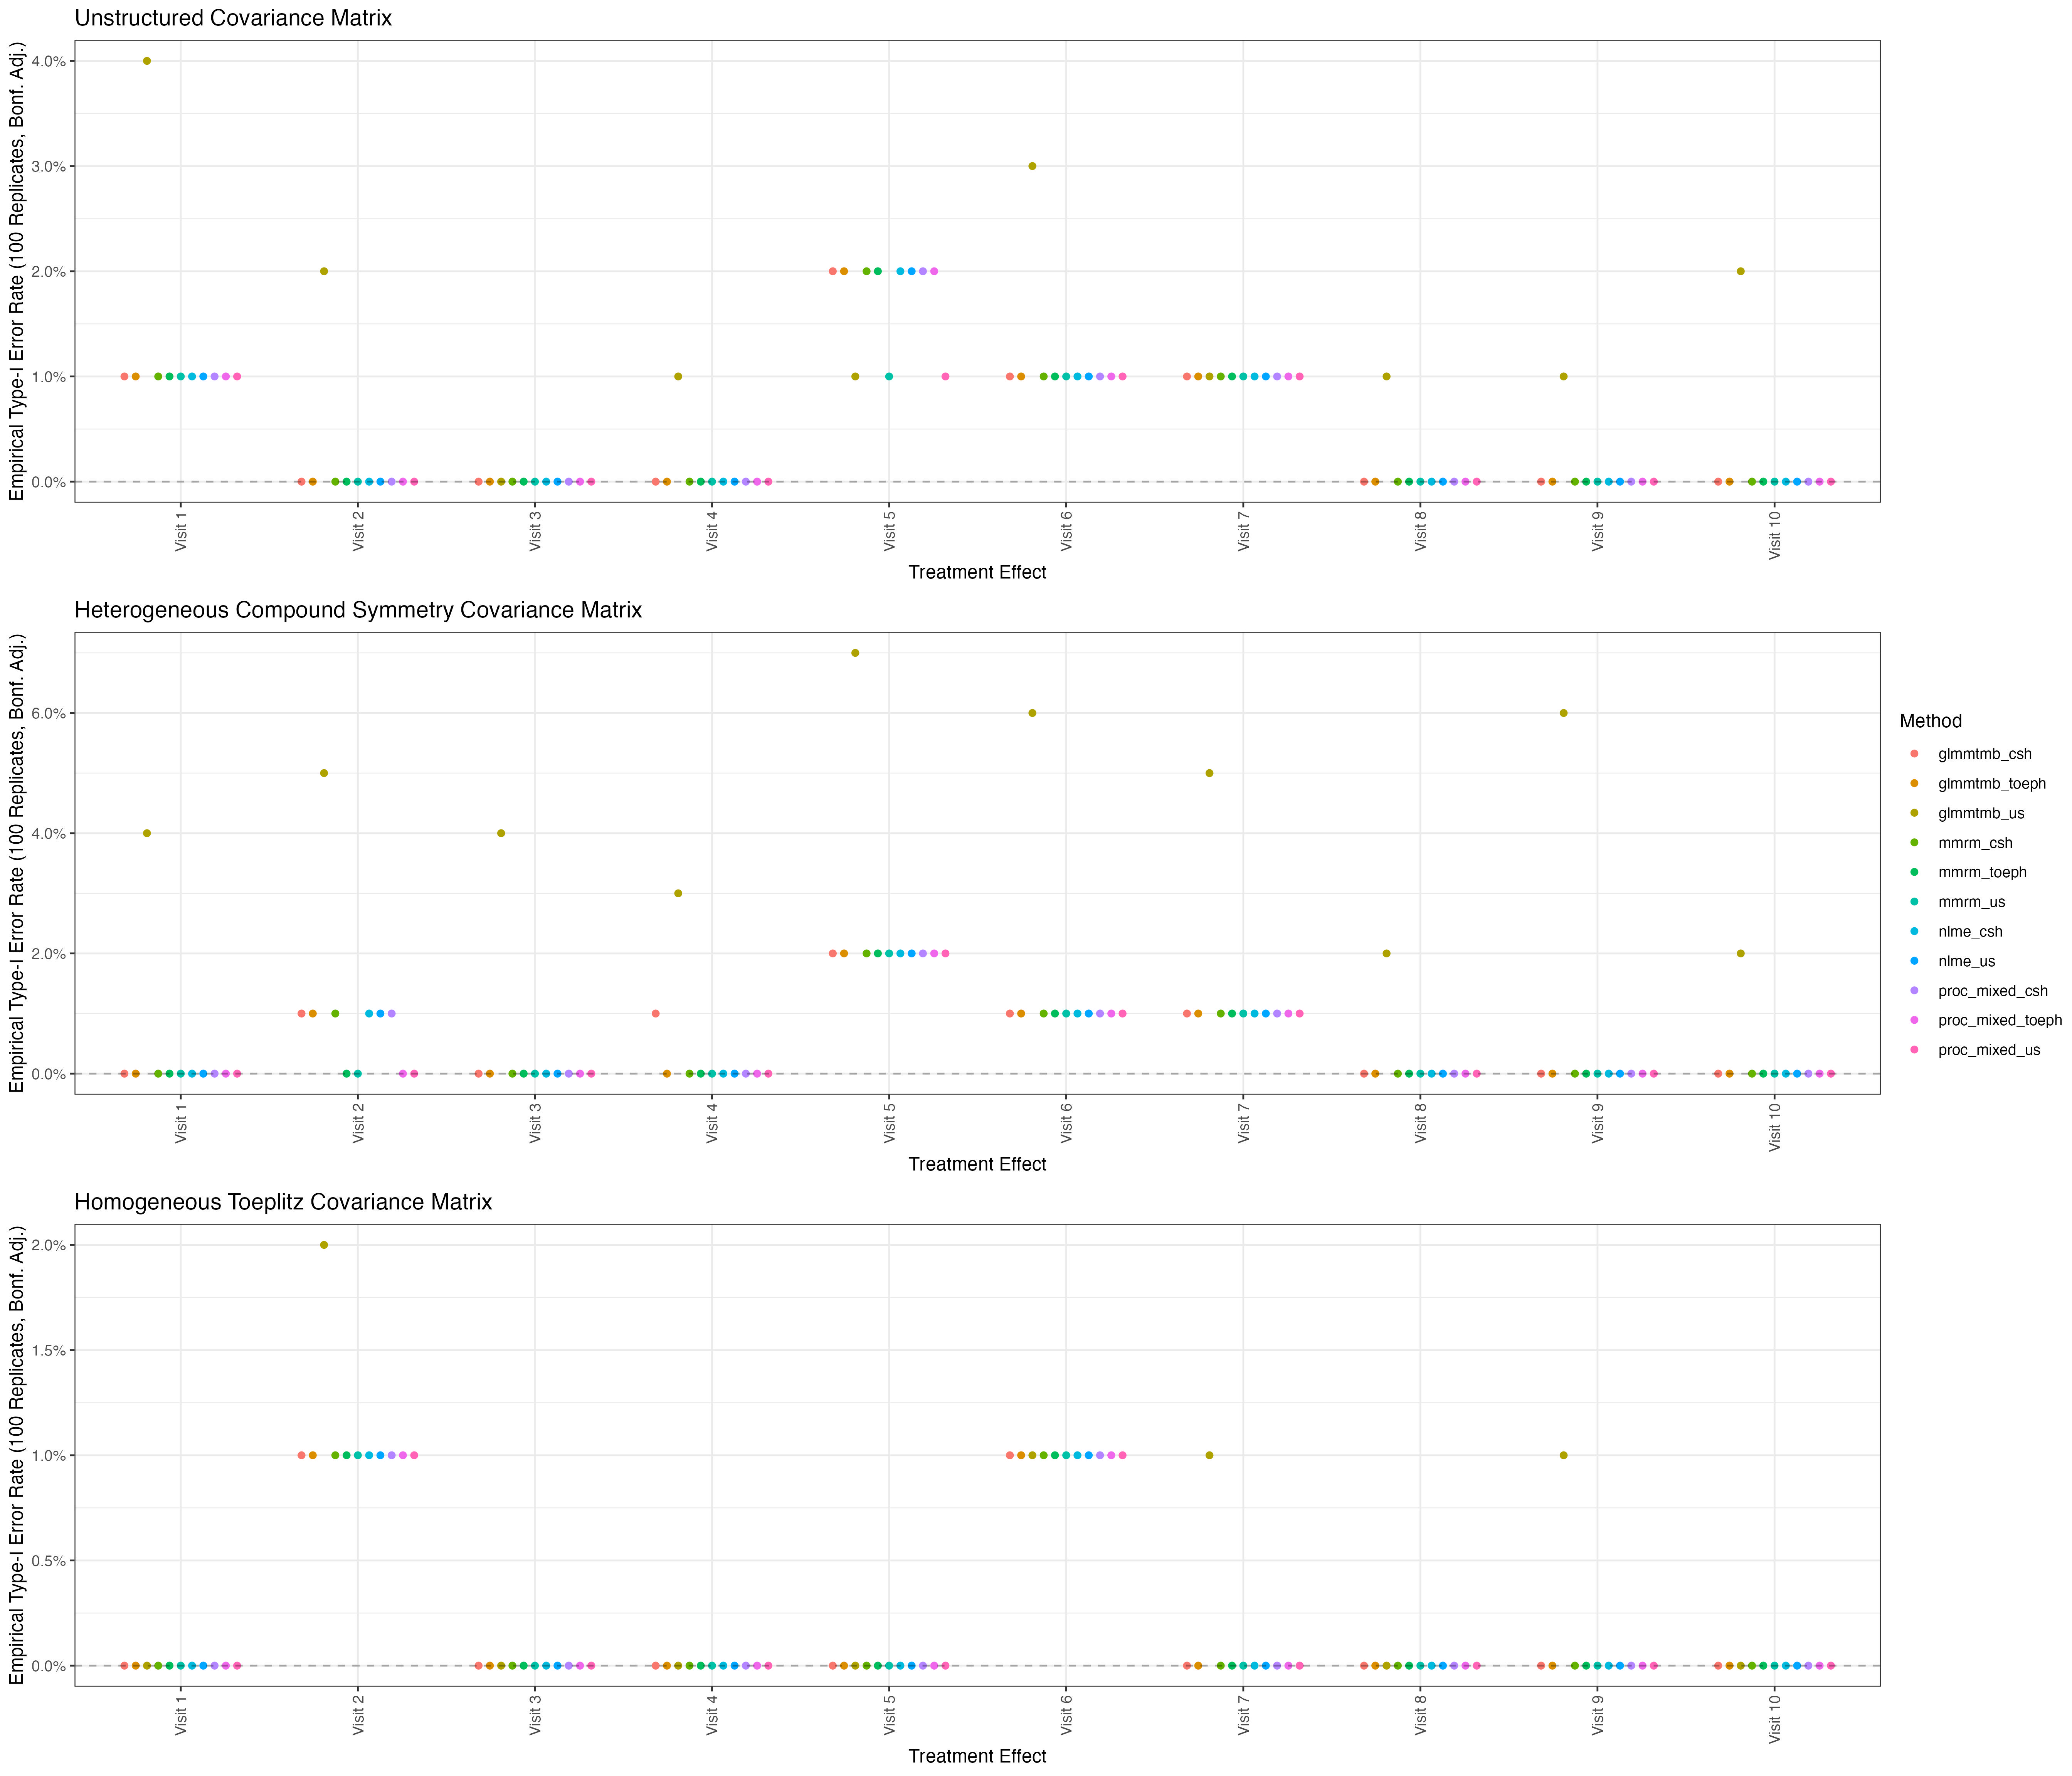 Unstructured Covariance Matrix
Empirical Type-I Error Rate (100 Replicates, Bonf. Adj.)
4.0%
3.0%
2.0%
1.0%
0.0%
Visit 1
Visit 2
Visit 3
Visit 4
Visit 5
Visit 6
Visit 7
Visit 8
Visit 9
Visit 10
Treatment Effect
Heterogeneous Compound Symmetry Covariance Matrix
Empirical Type-I Error Rate (100 Replicates, Bonf. Adj.)
6.0%
4.0%
2.0%
0.0%
Visit 1
Visit 2
Visit 3
Visit 4
Visit 5
Visit 6
Visit 7
Visit 8
Visit 9
Visit 10
Treatment Effect
Method
glmmtmb_csh
glmmtmb_toeph
glmmtmb_us
mmrm_csh
mmrm_toeph
mmrm_us
nlme_csh
nlme_us
proc_mixed_csh
proc_mixed_toeph
proc_mixed_us
Homogeneous Toeplitz Covariance Matrix
Empirical Type-I Error Rate (100 Replicates, Bonf. Adj.)
2.0%
1.5%
1.0%
0.5%
0.0%
Visit 1
Visit 2
Visit 3
Visit 4
Visit 5
Visit 6
Visit 7
Visit 8
Visit 9
Visit 10
Treatment Effect